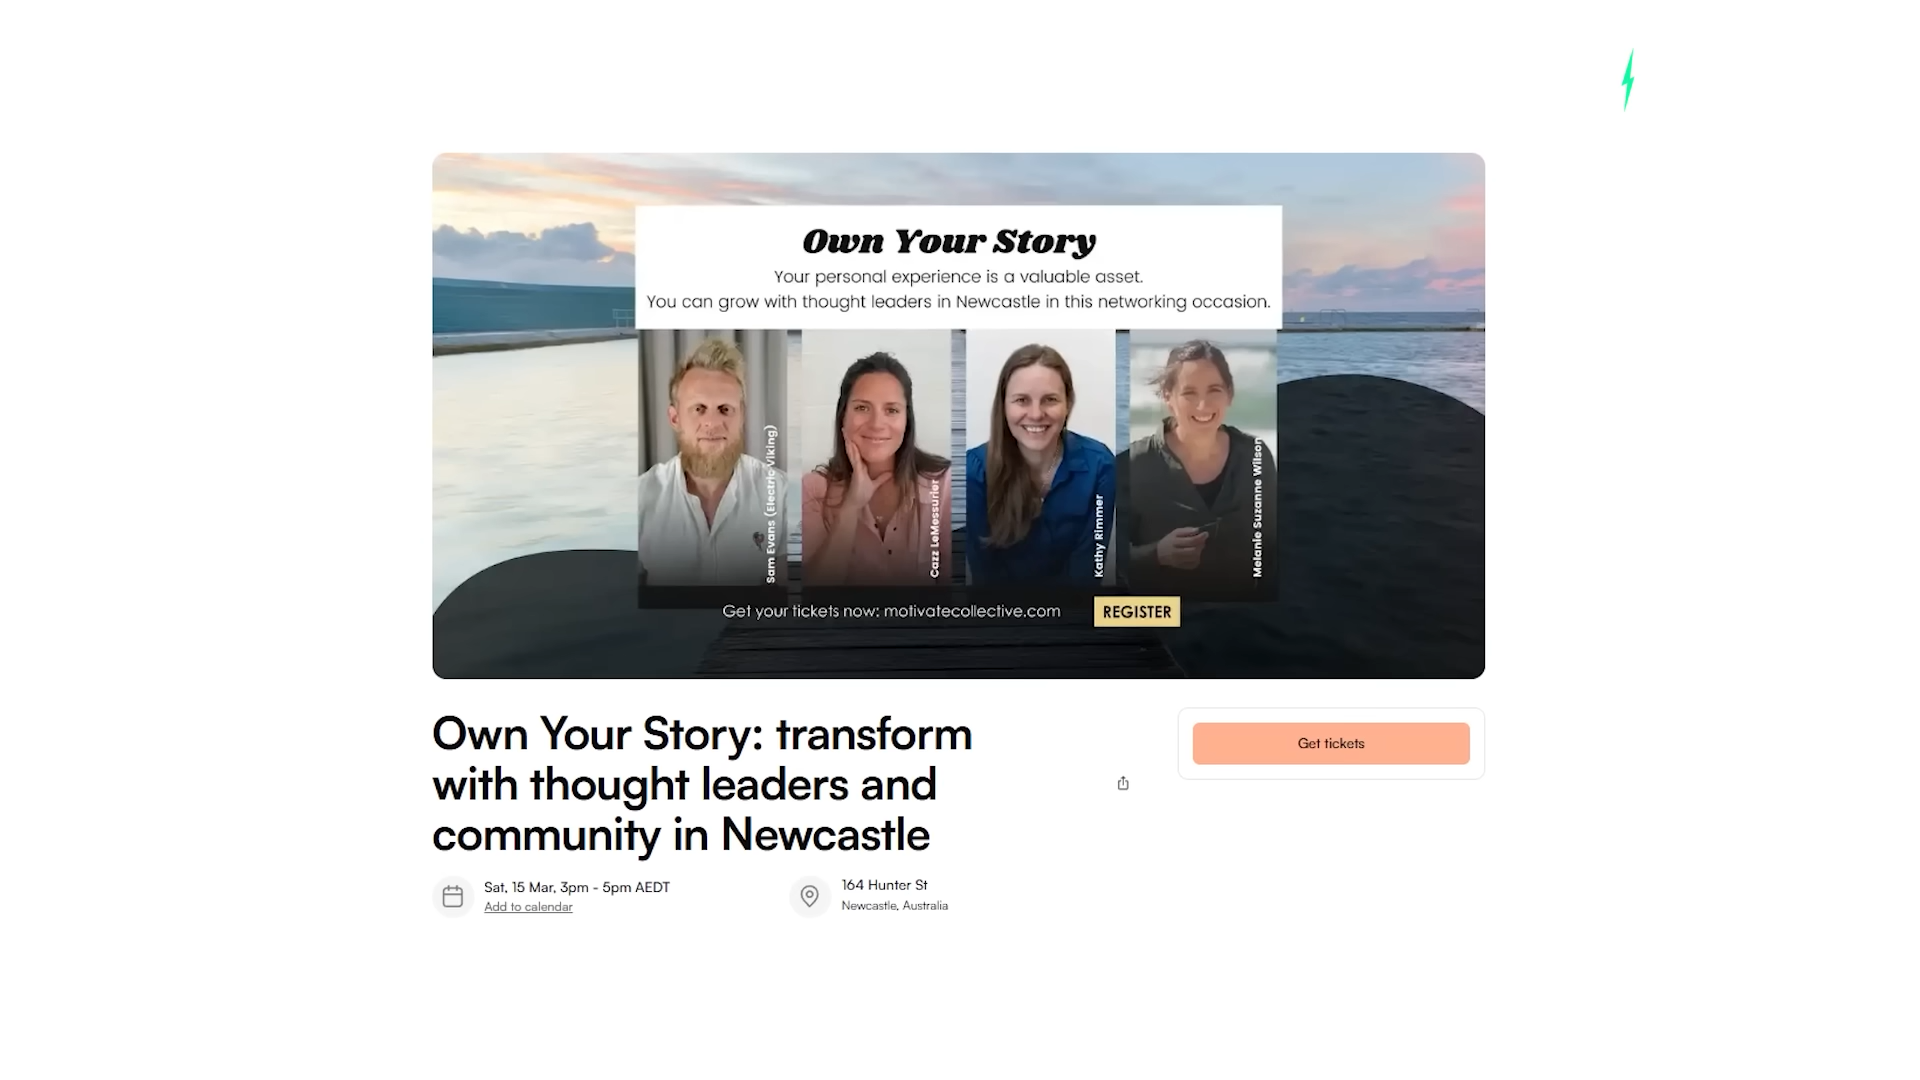 Own Your Story
Your personal experience is a valuable asset.
You can grow with thought leaders in Newcastle in this networking occasion.
Sam Evans (Electric Viking)
Cazz LeMessurier
Kathy Rimmer
Melanie Suzanne Wilson
Get your tickets now: motivatecollective.com
REGISTER
Own Your Story: transform
with thought leaders and
community in Newcastle
Get tickets
Sat, 15 Mar, 3pm - 5pm AEDT
Add to calendar
164 Hunter St
Newcastle, Australia